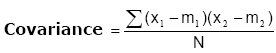 Covariance = ∑(x₁ – m₁)(x₂ – m₂) / N